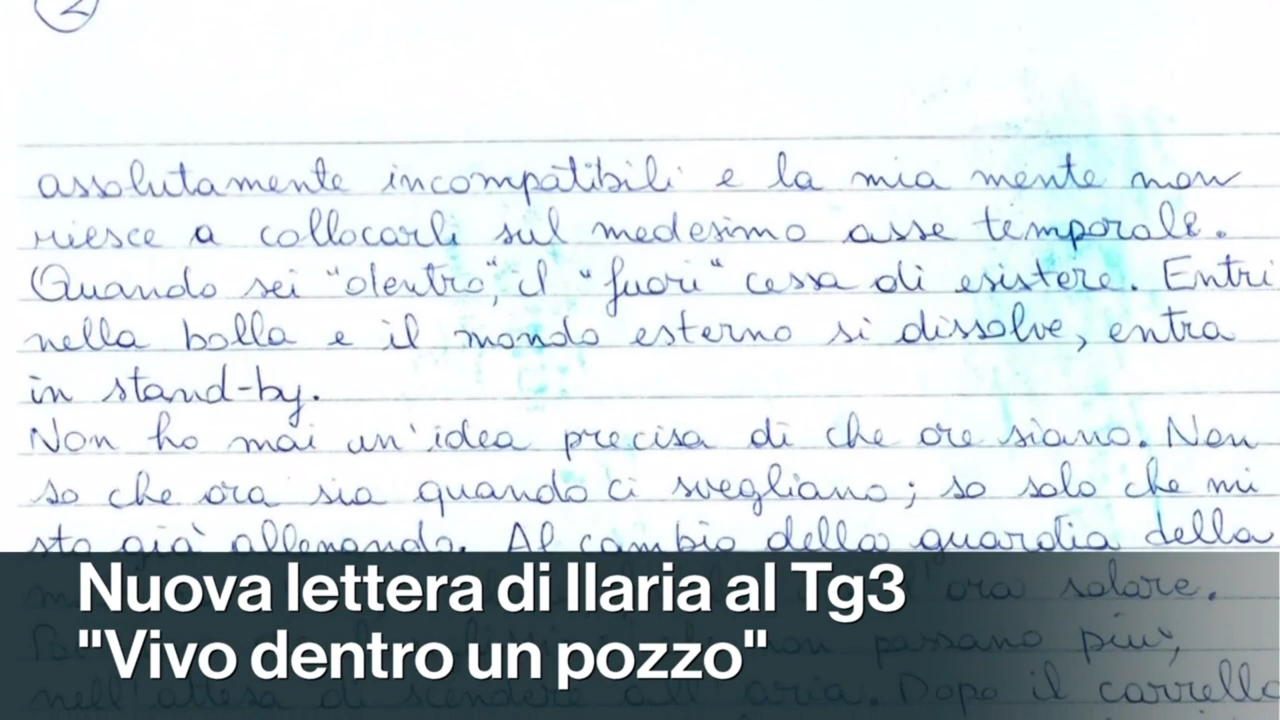 2
assolutamente incompatibili e la mia mente non
riesce a collocarli sul medesimo asse temporale.
Quando sei "dentro", il "fuori" cessa di esistere. Entri
nella bolla e il mondo esterno si dissolve, entra
in stand-by.
Non ho mai un'idea precisa di che ore siano. Non
so che ora sia quando ci svegliano; so solo che mi
sto già allenando. Al cambio della guardia della
ora solare.
non passano più,
nell'attesa di scendere all'aria. Dopo il carrello
Nuova lettera di Ilaria al Tg3
"Vivo dentro un pozzo"